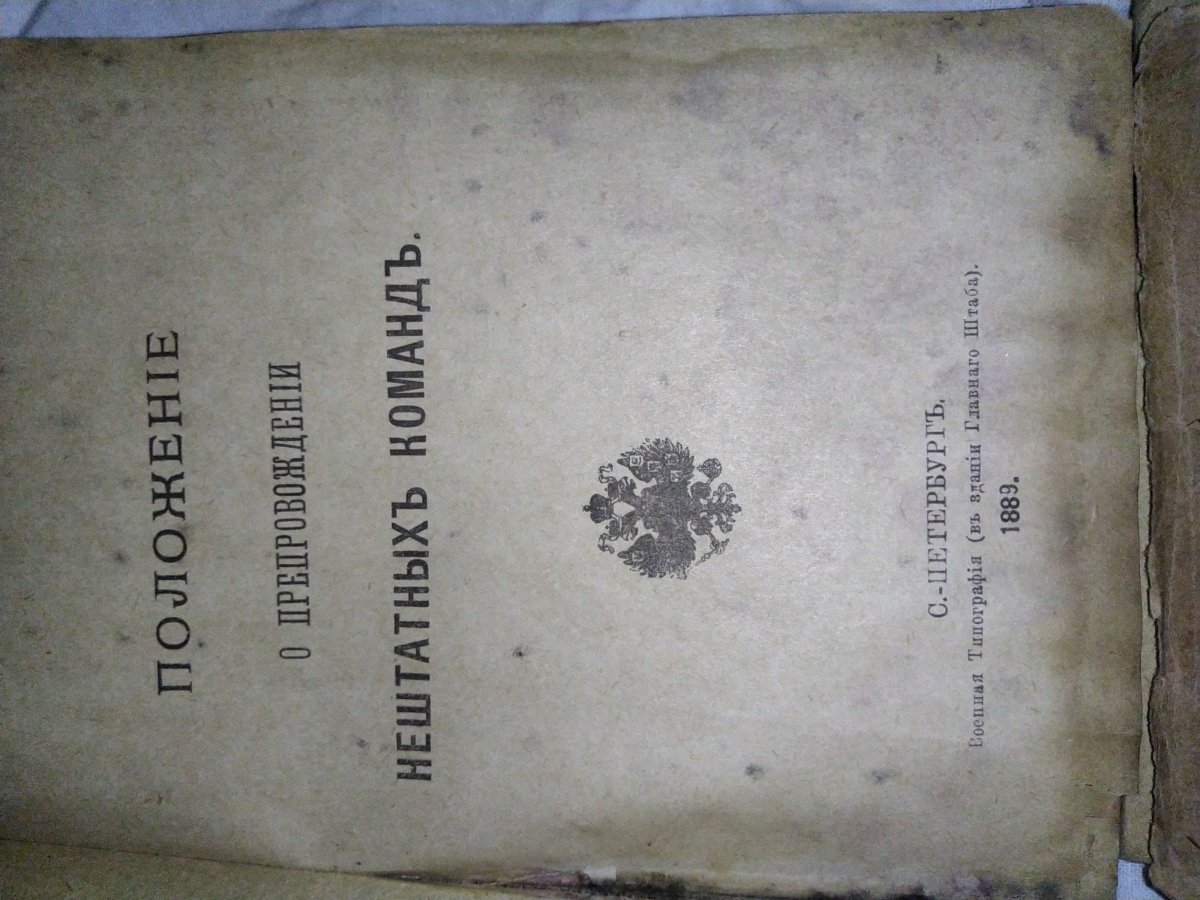 ПОЛОЖЕНІЕ
О ПРЕПРОВОЖДЕНІИ
НЕШТАТНЫХЪ КОМАНДЪ.
С.-ПЕТЕРБУРГЪ.
Военная Типографія (въ зданіи Главнаго Штаба).
1889.